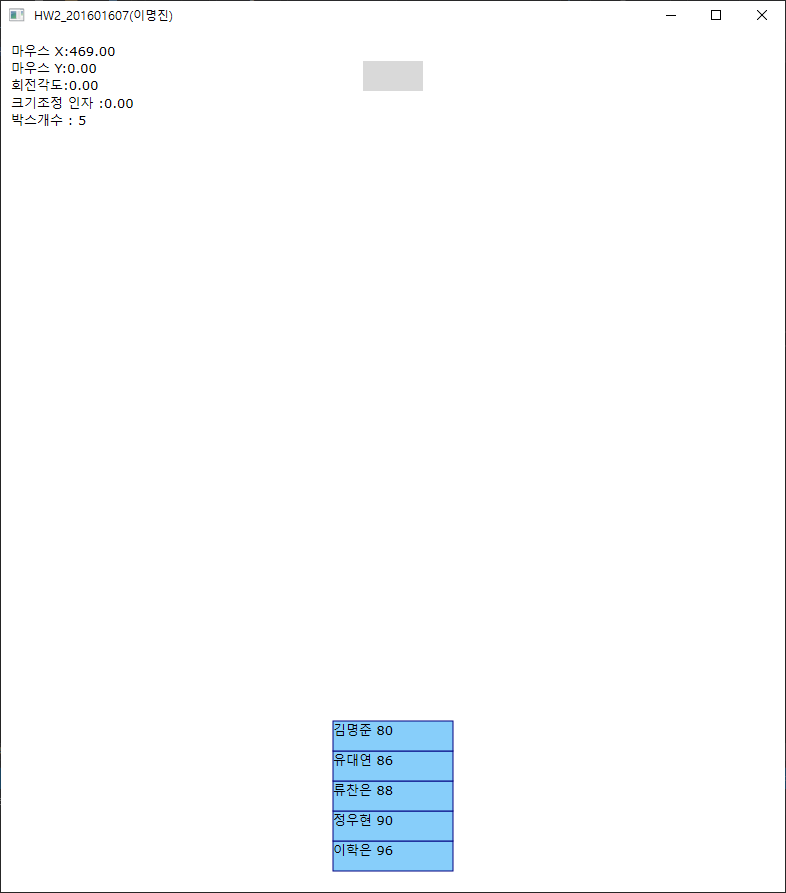 HW2_201601607(이명진)
마우스 X:469.00
마우스 Y:0.00
회전각도:0.00
크기조정 인자 :0.00
박스개수 : 5
김명준 80
유대연 86
류찬은 88
정우현 90
이학은 96